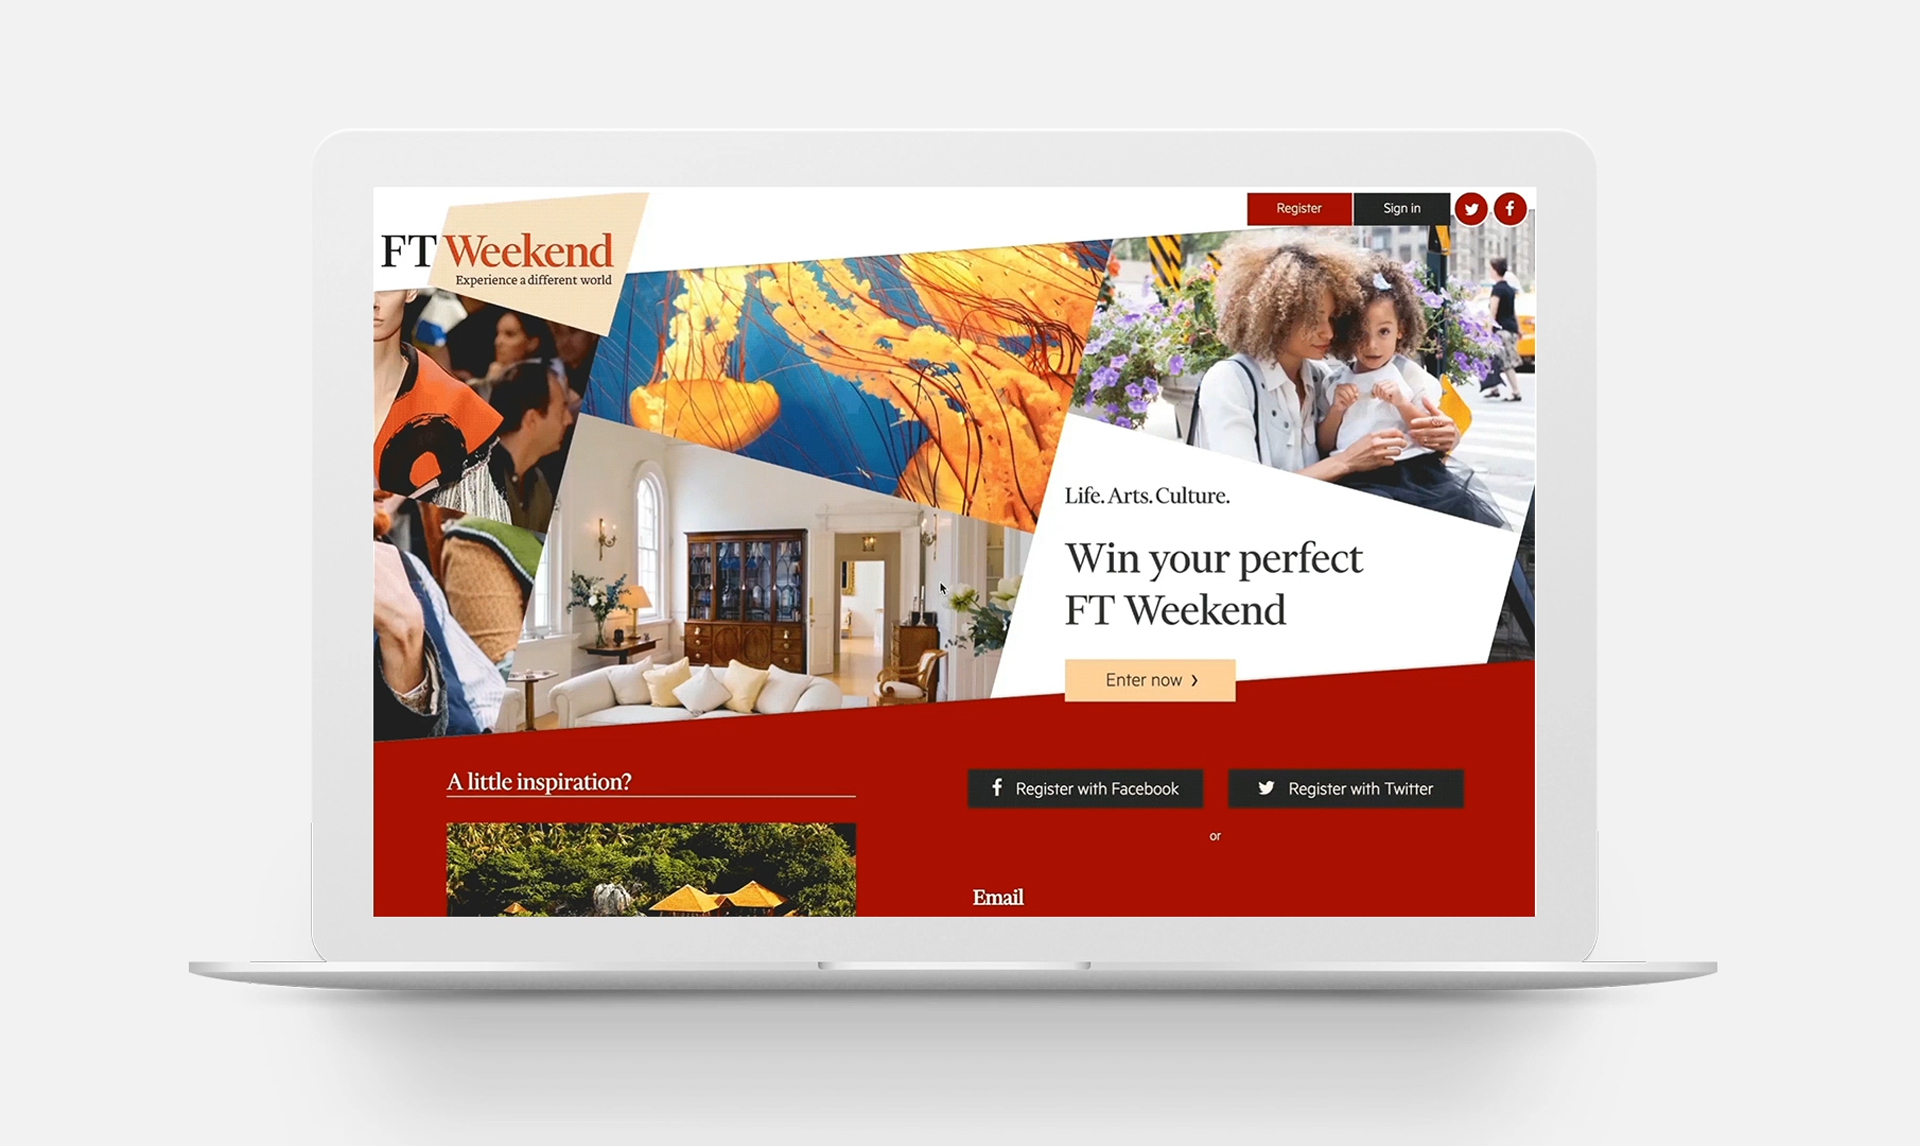 Register
Sign in
FT Weekend
Experience a different world
Life. Arts. Culture.
Win your perfect
FT Weekend
Enter now ›
A little inspiration?
Register with Facebook
Register with Twitter
or
Email